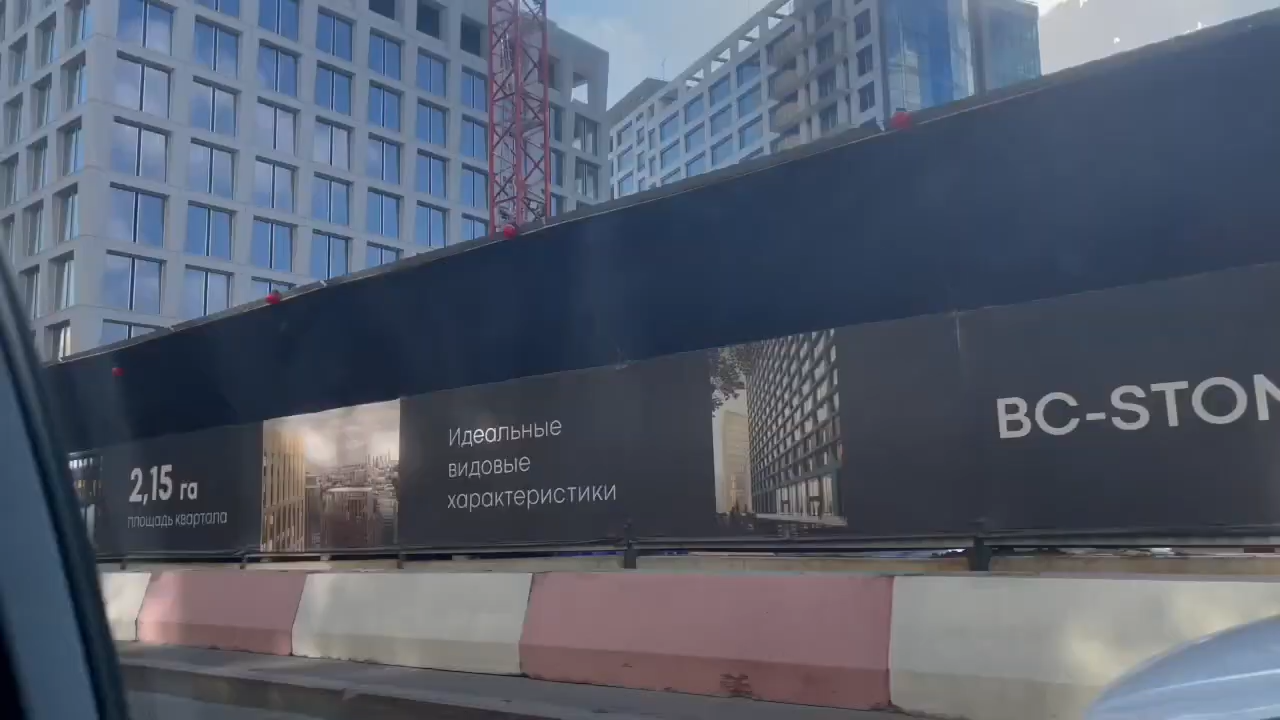 2,15 га
площадь квартала
Идеальные
видовые
характеристики
BC-STON